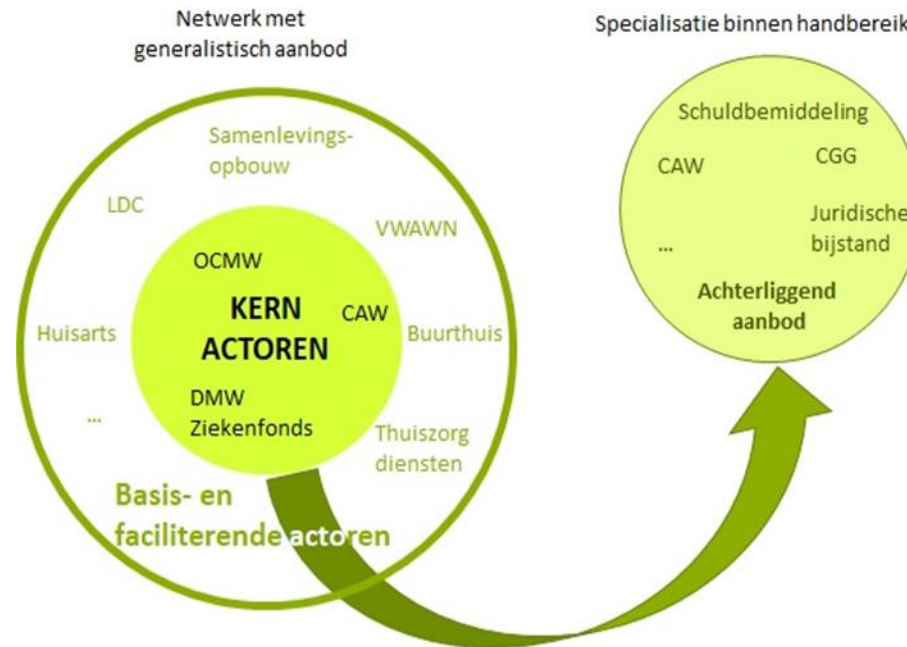 Netwerk met
generalistisch aanbod
Samenlevings-
opbouw
LDC
VWAWN
OCMW
KERN
ACTOREN
CAW
Huisarts
Buurthuis
DMW
Ziekenfonds
...
Thuiszorg
diensten
Basis- en
faciliterende actoren
Specialisatie binnen handbereik
Schuldbemiddeling
CAW
CGG
Juridische
bijstand
...
Achterliggend
aanbod